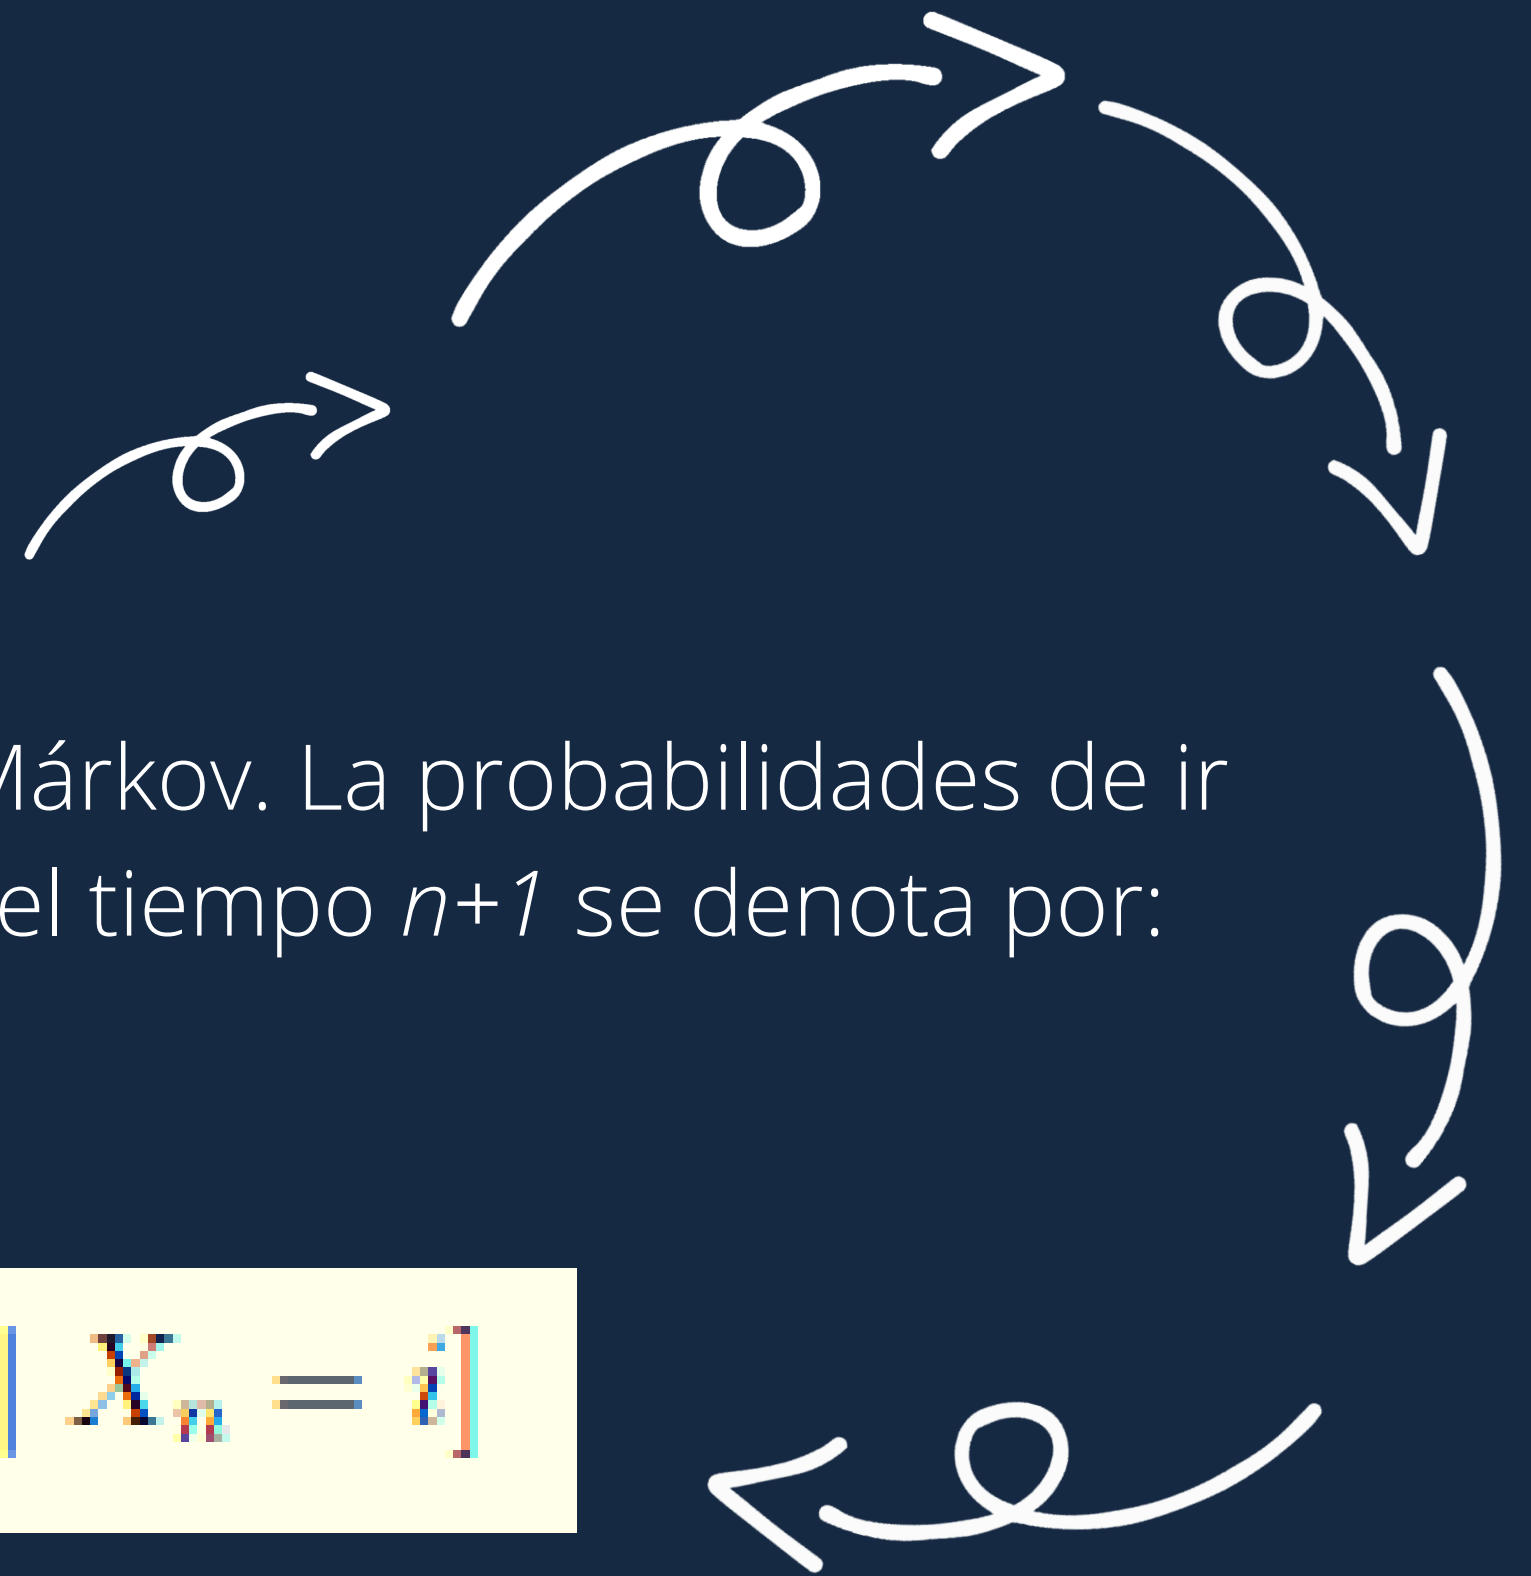 Márkov. La probabilidades de ir
el tiempo n+1 se denota por:
| Xn = i]